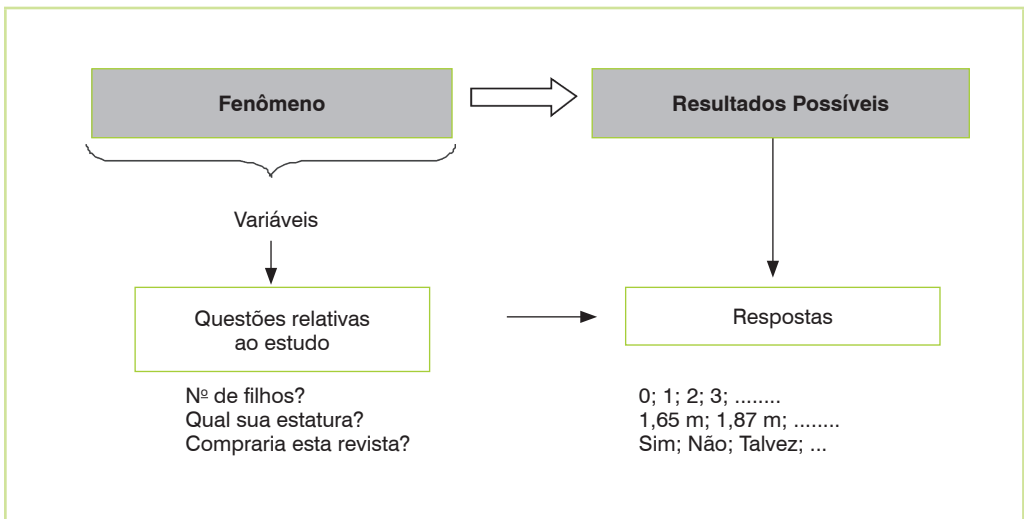 Fenômeno
Resultados Possíveis
Variáveis
Questões relativas
ao estudo
Respostas
Nº de filhos?
Qual sua estatura?
Compraria esta revista?
0; 1; 2; 3; ........
1,65 m; 1,87 m; ........
Sim; Não; Talvez; ...